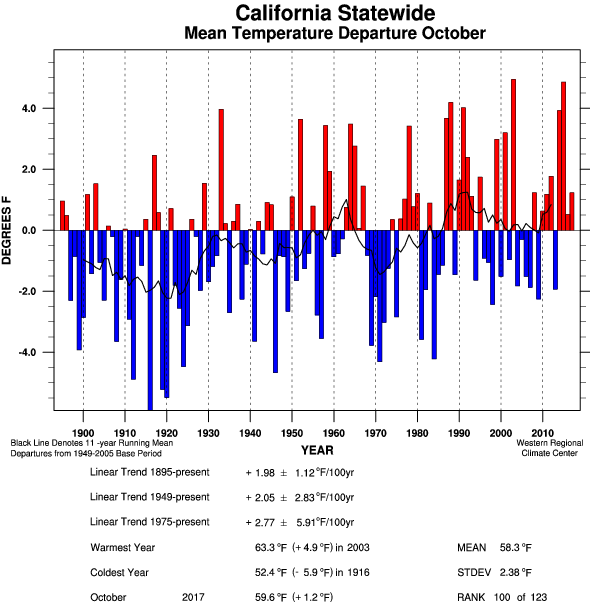 California Statewide
Mean Temperature Departure October
DEGREES F
4.0
2.0
0.0
-2.0
-4.0
1900 1910 1920 1930 1940 1950 1960 1970 1980 1990 2000 2010
YEAR
Black Line Denotes 11 -year Running Mean
Departures from 1949-2005 Base Period
Western Regional
Climate Center
Linear Trend 1895-present + 1.98 ± 1.12°F/100yr
Linear Trend 1949-present + 2.05 ± 2.83°F/100yr
Linear Trend 1975-present + 2.77 ± 5.91°F/100yr
Warmest Year 63.3 °F (+ 4.9 °F) in 2003 MEAN 58.3 °F
Coldest Year 52.4 °F (- 5.9 °F) in 1916 STDEV 2.38 °F
October 2017 59.6 °F (+ 1.2 °F) RANK 100 of 123